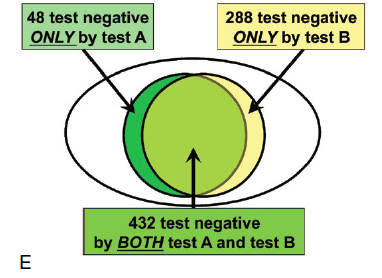 48 test negative
ONLY by test A
288 test negative
ONLY by test B
432 test negative
by BOTH test A and test B
E